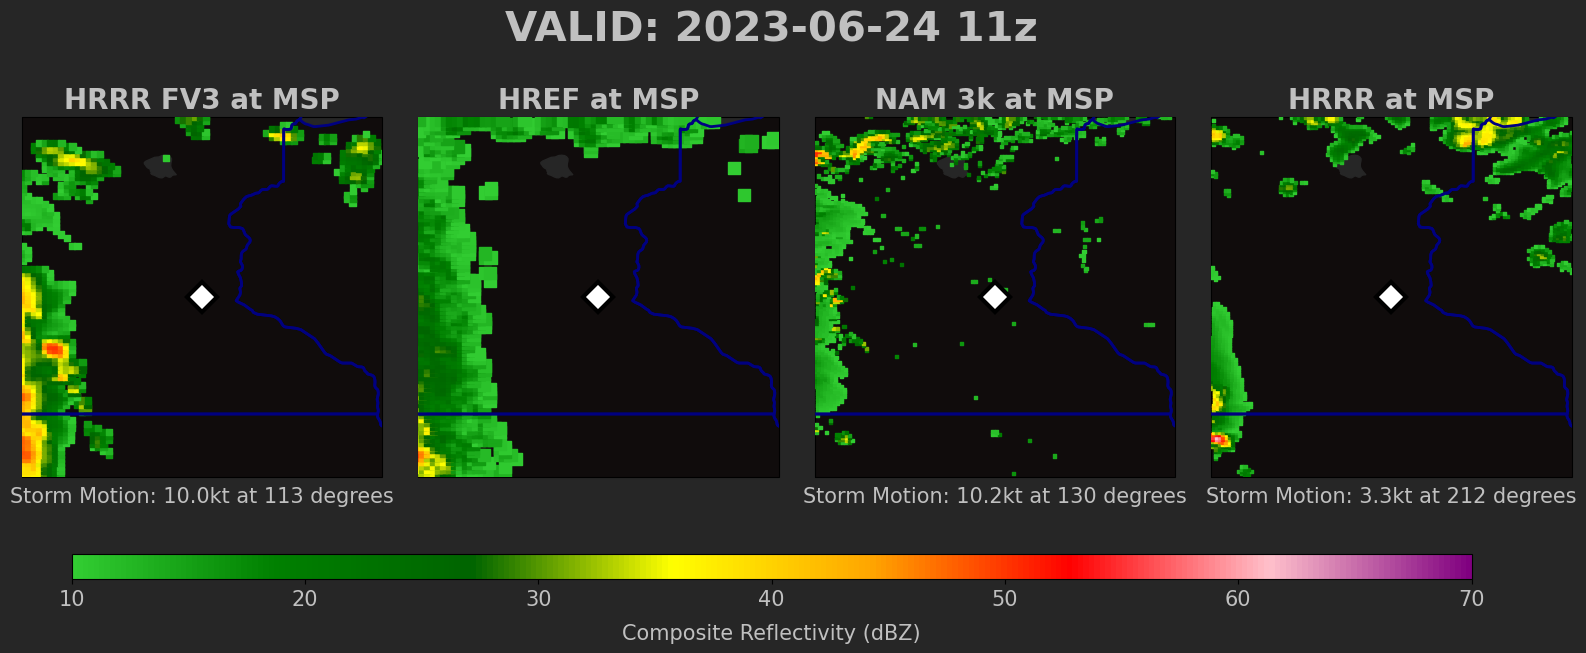 VALID: 2023-06-24 11z
HRRR FV3 at MSP
HREF at MSP
NAM 3k at MSP
HRRR at MSP
Storm Motion: 10.0kt at 113 degrees
Storm Motion: 10.2kt at 130 degrees
Storm Motion: 3.3kt at 212 degrees
10 20 30 40 50 60 70
Composite Reflectivity (dBZ)